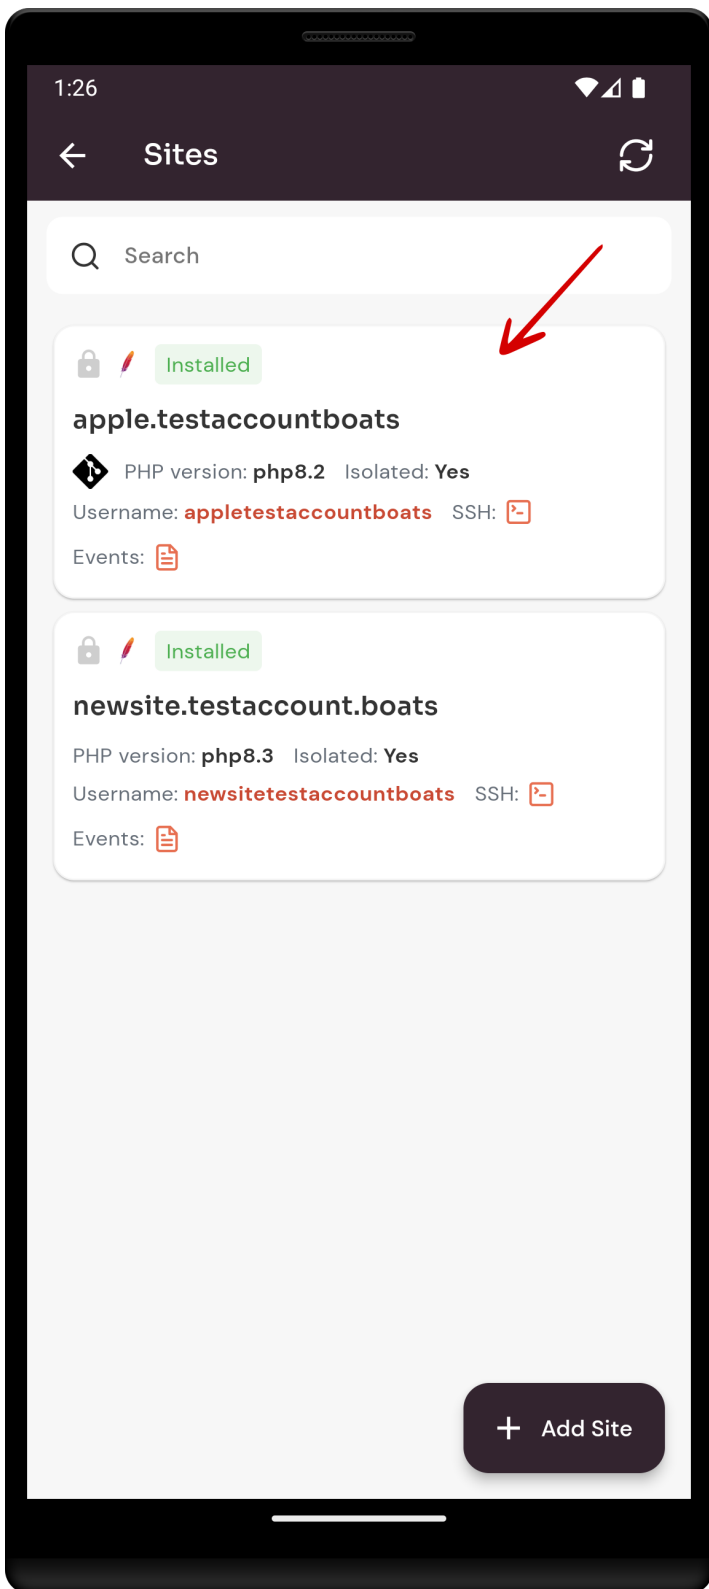 1:26
Sites
Search
Installed
apple.testaccountboats
PHP version: php8.2 Isolated: Yes
Username: appletestaccountboats SSH:
Events:
Installed
newsite.testaccount.boats
PHP version: php8.3 Isolated: Yes
Username: newsitetestaccountboats SSH:
Events:
+ Add Site